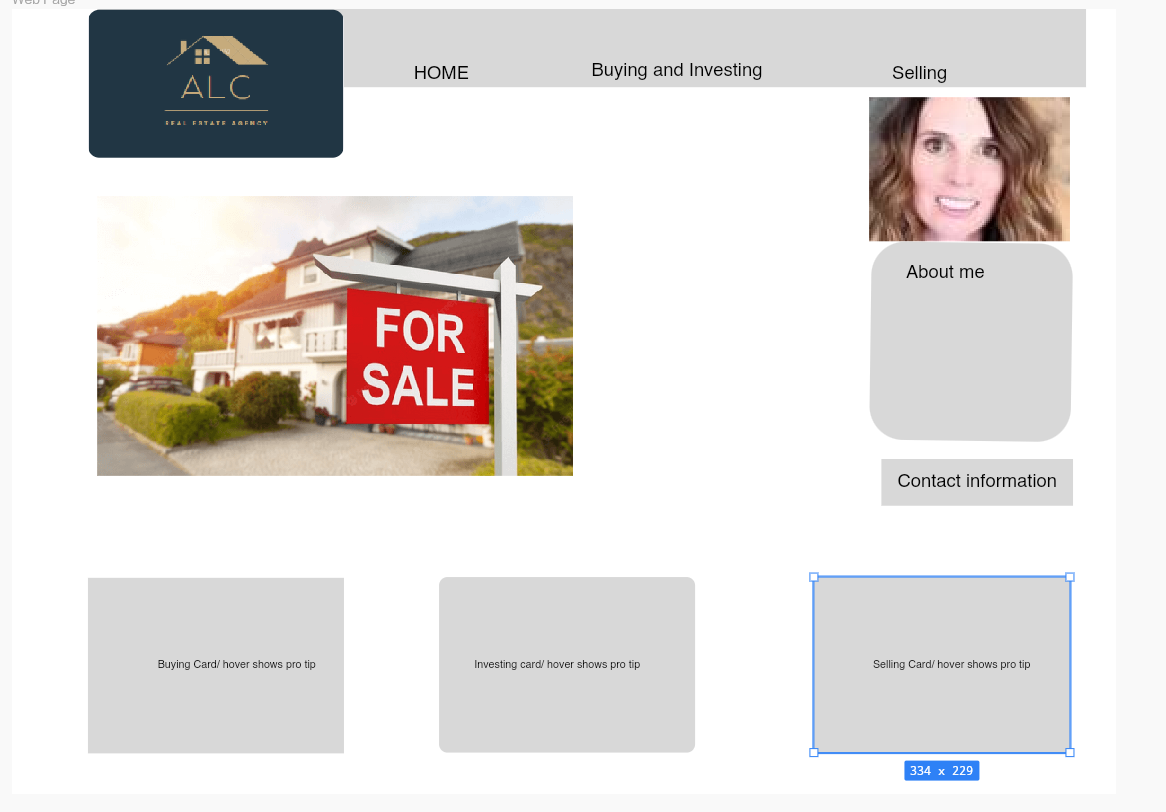 Web Page
ALC
REAL ESTATE AGENCY
HOME
Buying and Investing
Selling
FOR
SALE
About me
Contact information
Buying Card/ hover shows pro tip
Investing card/ hover shows pro tip
Selling Card/ hover shows pro tip
334 x 229